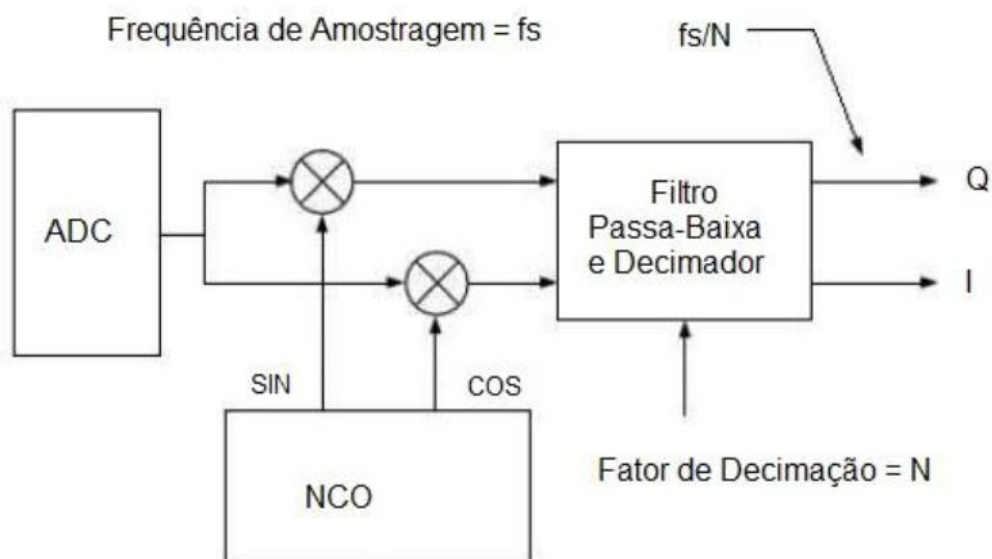 Frequência de Amostragem = fs
fs/N
ADC
Filtro
Passa-Baixa
e Decimador
Q
I
SIN
COS
NCO
Fator de Decimação = N